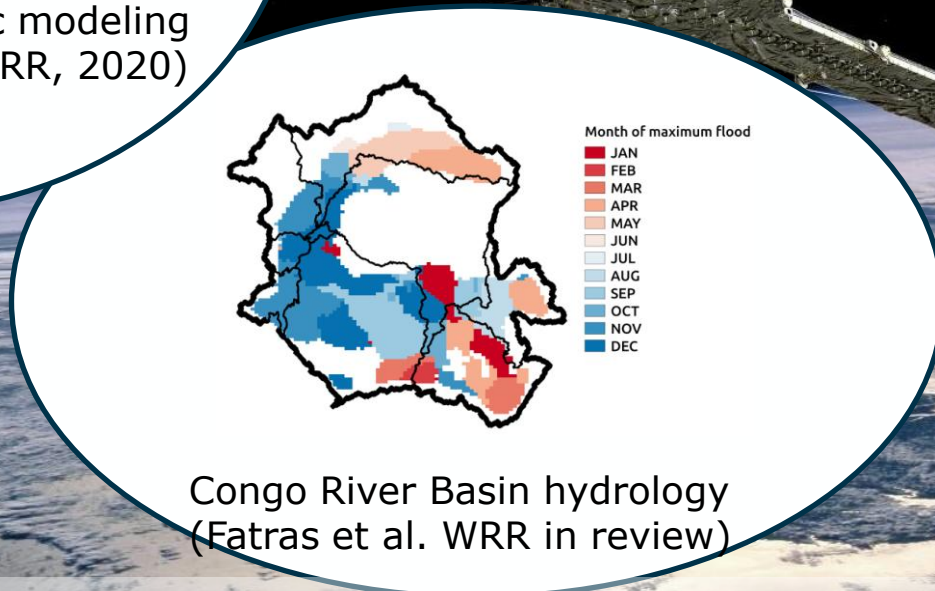 c modeling
RR, 2020)
Month of maximum flood
JAN
FEB
MAR
APR
MAY
JUN
JUL
AUG
SEP
OCT
NOV
DEC
Congo River Basin hydrology
(Fatras et al. WRR in review)